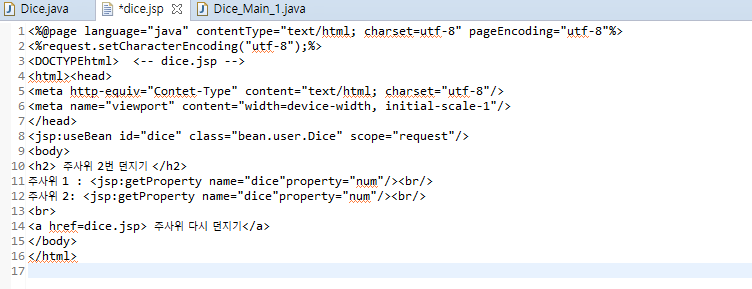 Dice.java *dice.jsp Dice_Main_1.java
1 <%@page language="java" contentType="text/html; charset=utf-8" pageEncoding="utf-8"%>
2 <%request.setCharacterEncoding("utf-8");%>
3 <DOCTYPEhtml>  <-- dice.jsp -->
4 <html><head>
5 <meta http-equiv="Contet-Type" content="text/html; charset="utf-8"/>
6 <meta name="viewport" content="width=device-width, initial-scale-1"/>
7 </head>
8 <jsp:useBean id="dice" class="bean.user.Dice" scope="request"/>
9 <body>
10 <h2> 주사위 2번 던지기 </h2>
11 주사위 1 : <jsp:getProperty name="dice"property="num"/><br/>
12 주사위 2: <jsp:getProperty name="dice"property="num"/><br/>
13 <br>
14 <a href=dice.jsp> 주사위 다시 던지기</a>
15 </body>
16 </html>
17